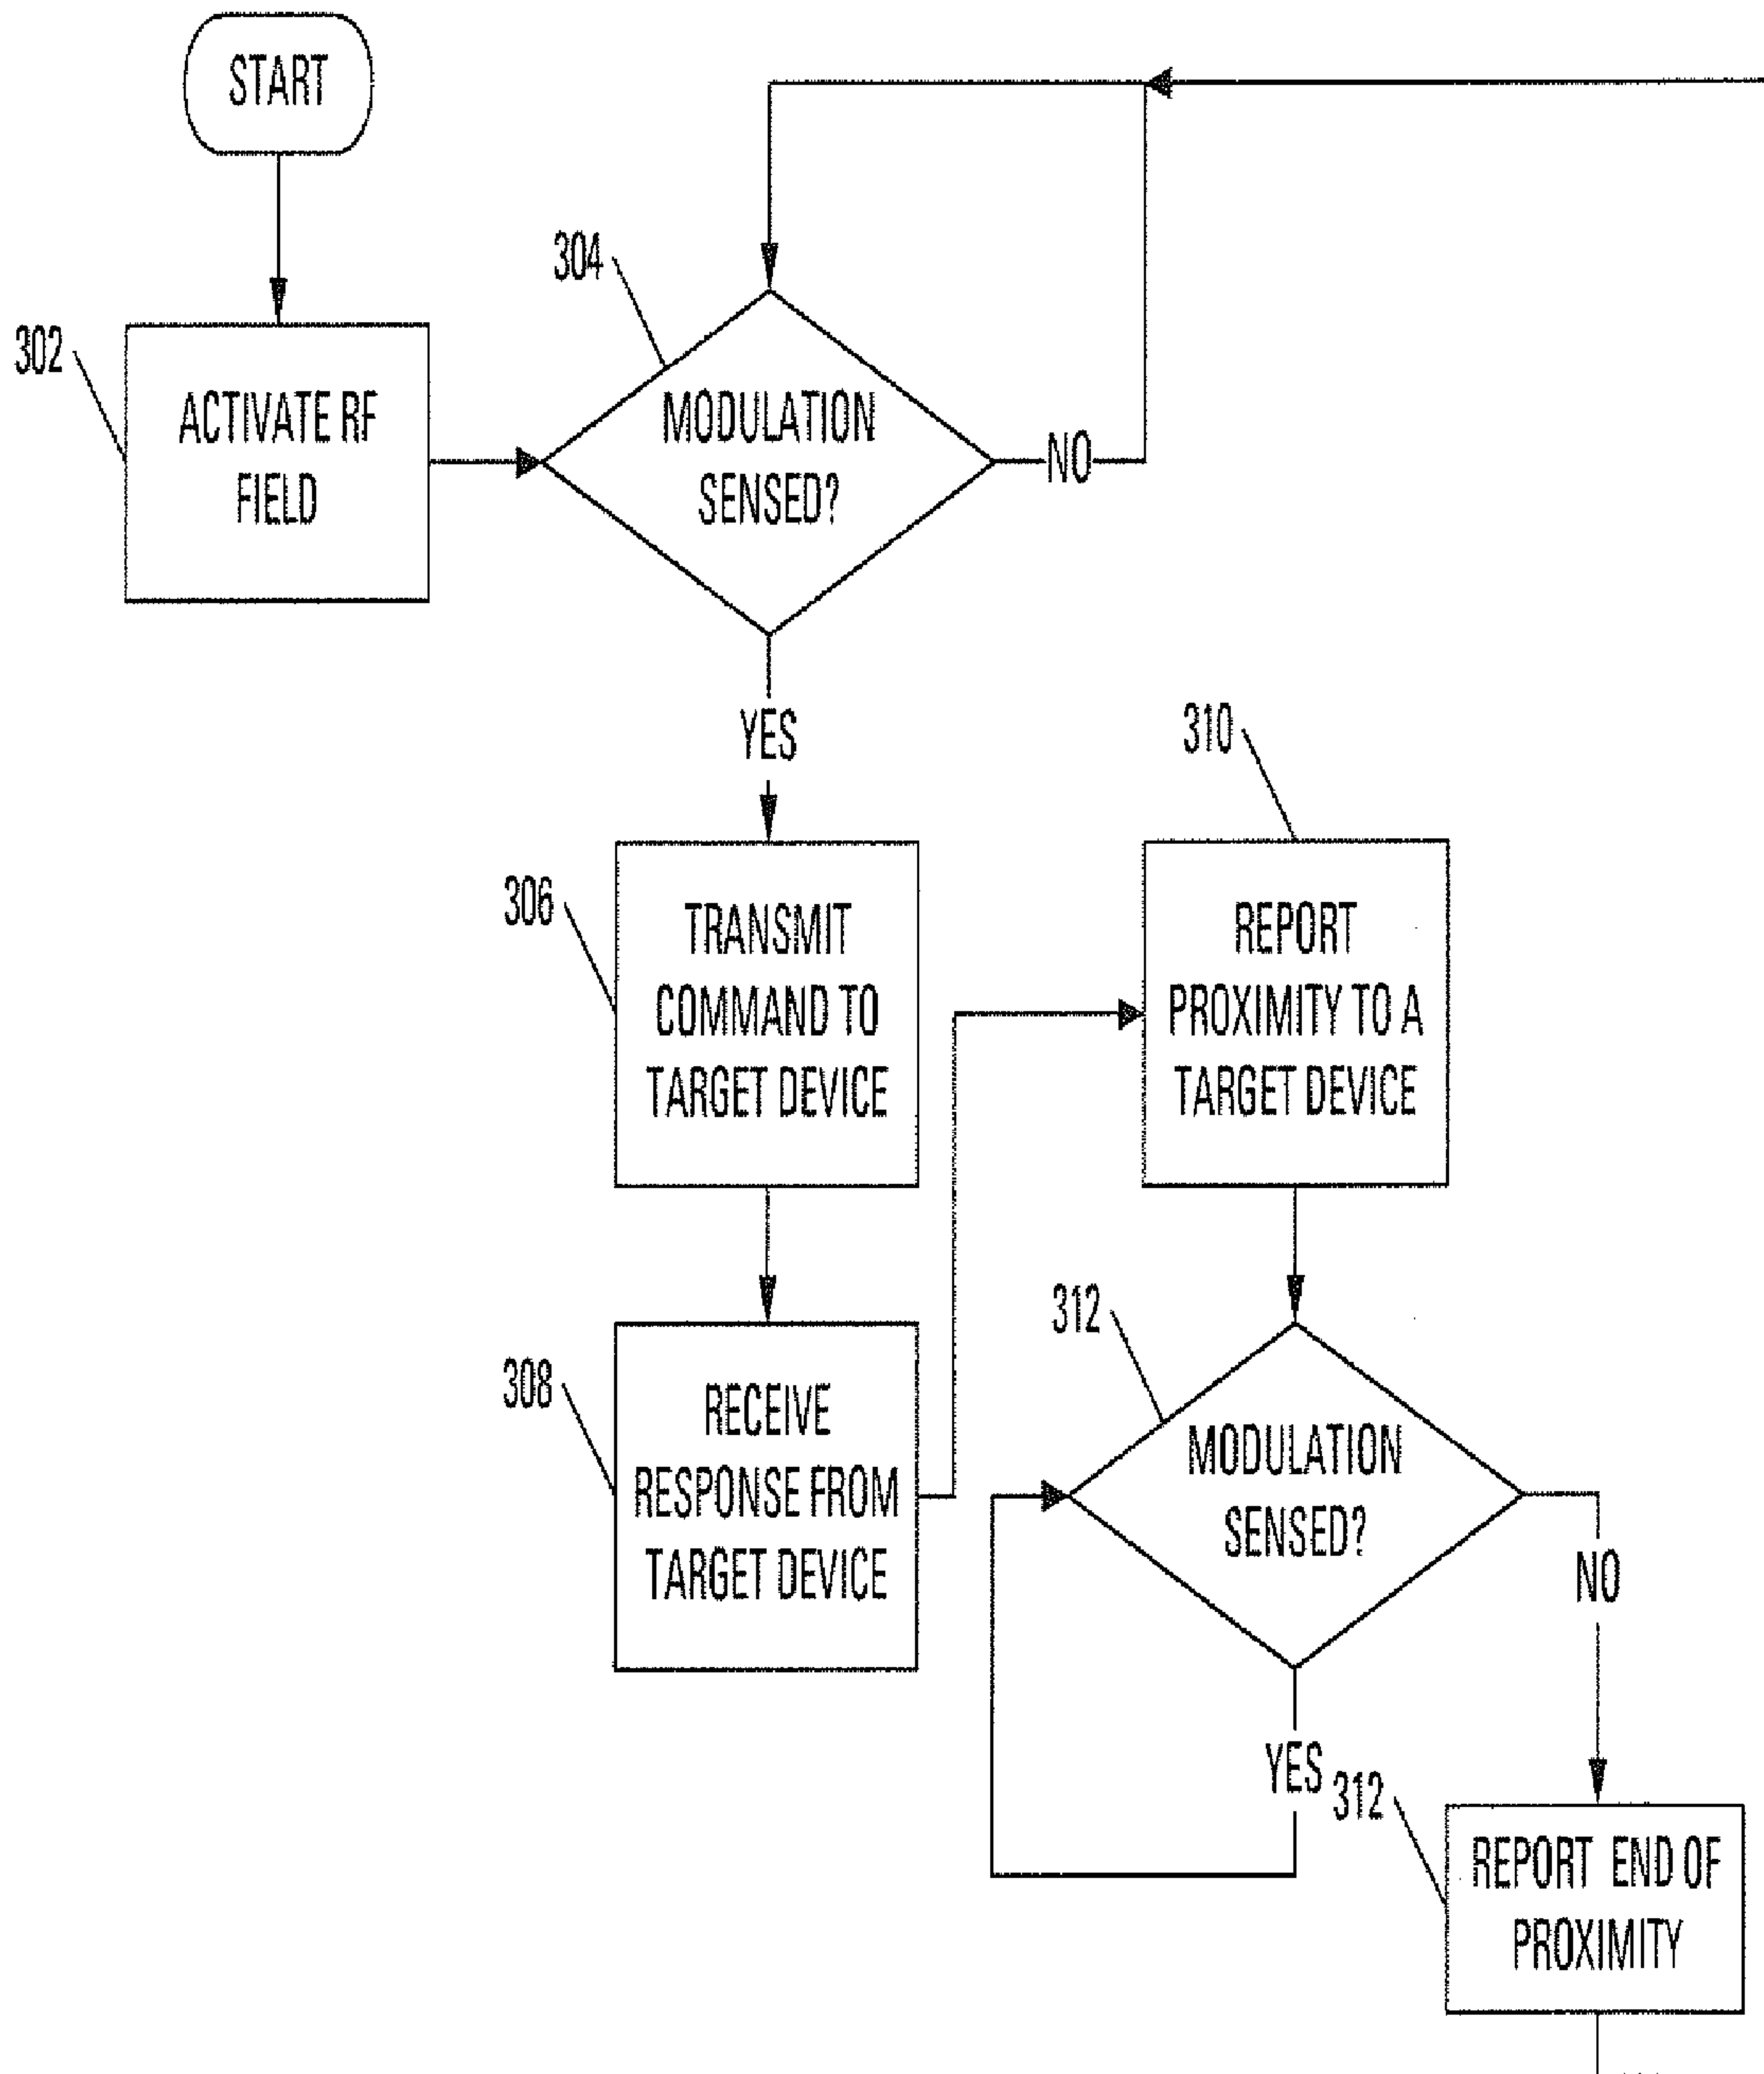 START
302
ACTIVATE RF
FIELD
304
MODULATION
SENSED?
NO
YES
306
TRANSMIT
COMMAND TO
TARGET DEVICE
308
RECEIVE
RESPONSE FROM
TARGET DEVICE
310
REPORT
PROXIMITY TO A
TARGET DEVICE
312
MODULATION
SENSED?
NO
YES
312
REPORT END OF
PROXIMITY